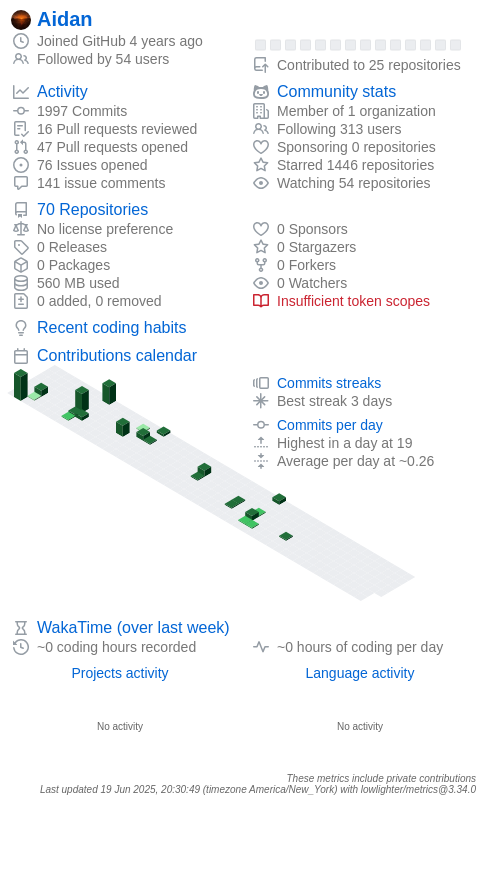 Aidan
Joined GitHub 4 years ago
Followed by 54 users
Contributed to 25 repositories
Activity
1997 Commits
16 Pull requests reviewed
47 Pull requests opened
76 Issues opened
141 issue comments
Community stats
Member of 1 organization
Following 313 users
Sponsoring 0 repositories
Starred 1446 repositories
Watching 54 repositories
70 Repositories
No license preference
0 Releases
0 Packages
560 MB used
0 added, 0 removed
0 Sponsors
0 Stargazers
0 Forkers
0 Watchers
Insufficient token scopes
Recent coding habits
Contributions calendar
Commits streaks
Best streak 3 days
Commits per day
Highest in a day at 19
Average per day at ~0.26
WakaTime (over last week)
~0 coding hours recorded
~0 hours of coding per day
Projects activity
No activity
Language activity
No activity
These metrics include private contributions
Last updated 19 Jun 2025, 20:30:49 (timezone America/New_York) with lowlighter/metrics@3.34.0